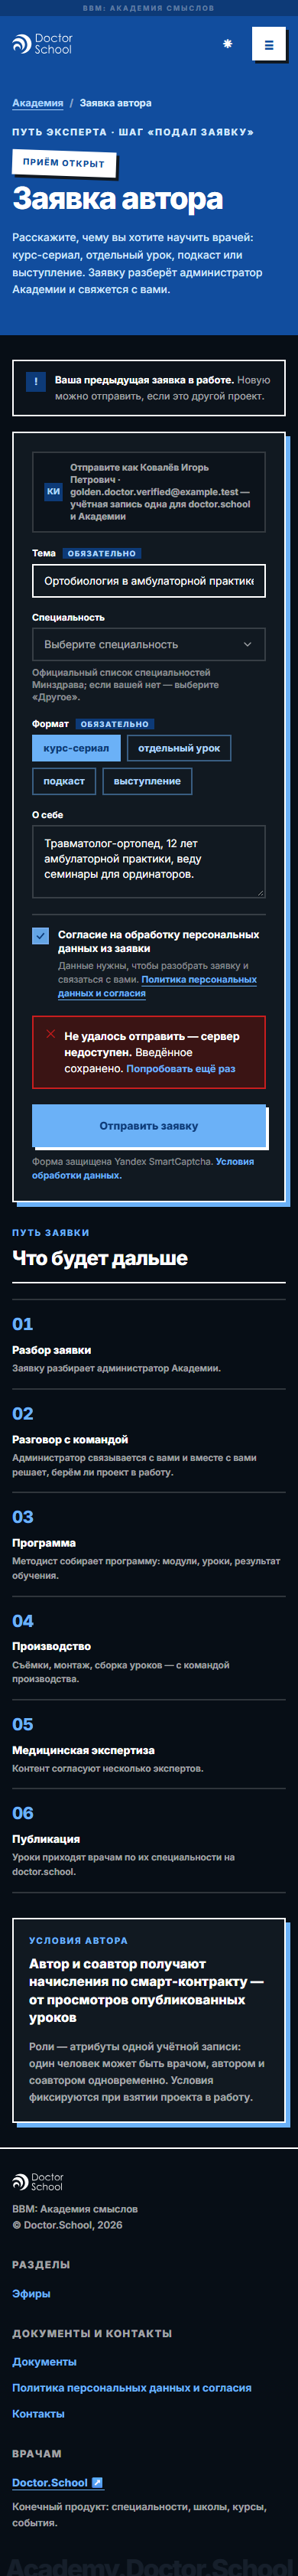 ВВМ: АКАДЕМИЯ СМЫСЛОВ
Doctor
School
Академия / Заявка автора
ПУТЬ ЭКСПЕРТА · ШАГ «ПОДАЛ ЗАЯВКУ»
ПРИЁМ ОТКРЫТ
Заявка автора
Расскажите, чему вы хотите научить врачей:
курс-сериал, отдельный урок, подкаст или
выступление. Заявку разберёт администратор
Академии и свяжется с вами.
! Ваша предыдущая заявка в работе. Новую
можно отправить, если это другой проект.
Отправите как Ковалёв Игорь
Петрович ·
КИ golden.doctor.verified@example.test —
учётная запись одна для doctor.school
и Академии
Тема ОБЯЗАТЕЛЬНО
Ортобиология в амбулаторной практике
Специальность
Выберите специальность
Официальный список специальностей
Минздрава; если вашей нет — выберите
«Другое».
Формат ОБЯЗАТЕЛЬНО
курс-сериал отдельный урок
подкаст выступление
О себе
Травматолог-ортопед, 12 лет
амбулаторной практики, веду
семинары для ординаторов.
Согласие на обработку персональных
данных из заявки
Данные нужны, чтобы разобрать заявку и
связаться с вами. Политика персональных
данных и согласия
Не удалось отправить — сервер
недоступен. Введённое
сохранено. Попробовать ещё раз
Отправить заявку
Форма защищена Yandex SmartCaptcha. Условия
обработки данных.
ПУТЬ ЗАЯВКИ
Что будет дальше
01
Разбор заявки
Заявку разбирает администратор Академии.
02
Разговор с командой
Администратор связывается с вами и вместе с вами
решает, берём ли проект в работу.
03
Программа
Методист собирает программу: модули, уроки, результат
обучения.
04
Производство
Съёмки, монтаж, сборка уроков — с командой
производства.
05
Медицинская экспертиза
Контент согласуют несколько экспертов.
06
Публикация
Уроки приходят врачам по их специальности на
doctor.school.
УСЛОВИЯ АВТОРА
Автор и соавтор получают
начисления по смарт-контракту —
от просмотров опубликованных
уроков
Роли — атрибуты одной учётной записи:
один человек может быть врачом, автором и
соавтором одновременно. Условия
фиксируются при взятии проекта в работу.
Doctor
School
ВВМ: Академия смыслов
© Doctor.School, 2026
РАЗДЕЛЫ
Эфиры
ДОКУМЕНТЫ И КОНТАКТЫ
Документы
Политика персональных данных и согласия
Контакты
ВРАЧАМ
Doctor.School
Конечный продукт: специальности, школы, курсы,
события.
Academy.Doctor.School